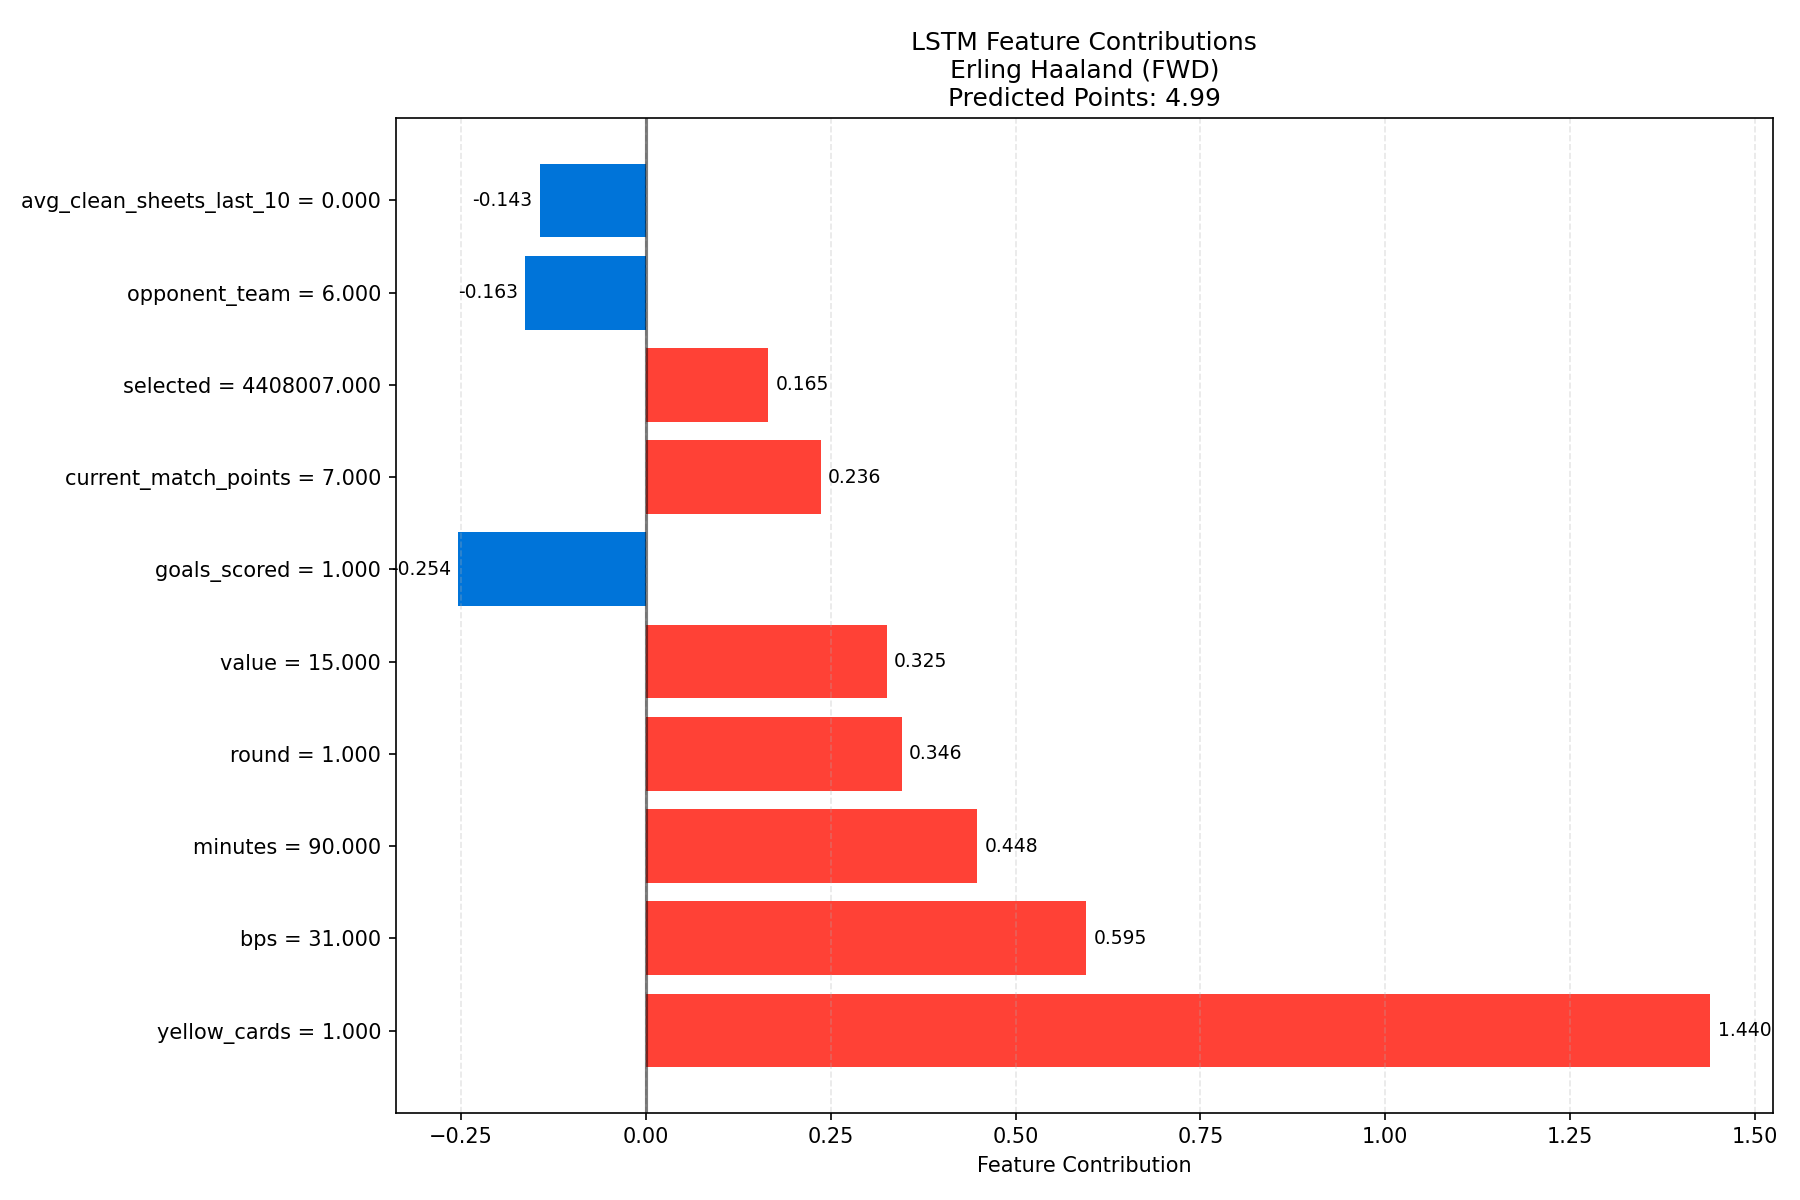 LSTM Feature Contributions
Erling Haaland (FWD)
Predicted Points: 4.99
avg_clean_sheets_last_10 = 0.000
-0.143
opponent_team = 6.000
-0.163
selected = 4408007.000
0.165
current_match_points = 7.000
0.236
goals_scored = 1.000
-0.254
value = 15.000
0.325
round = 1.000
0.346
minutes = 90.000
0.448
bps = 31.000
0.595
yellow_cards = 1.000
1.440
−0.25 0.00 0.25 0.50 0.75 1.00 1.25 1.50
Feature Contribution